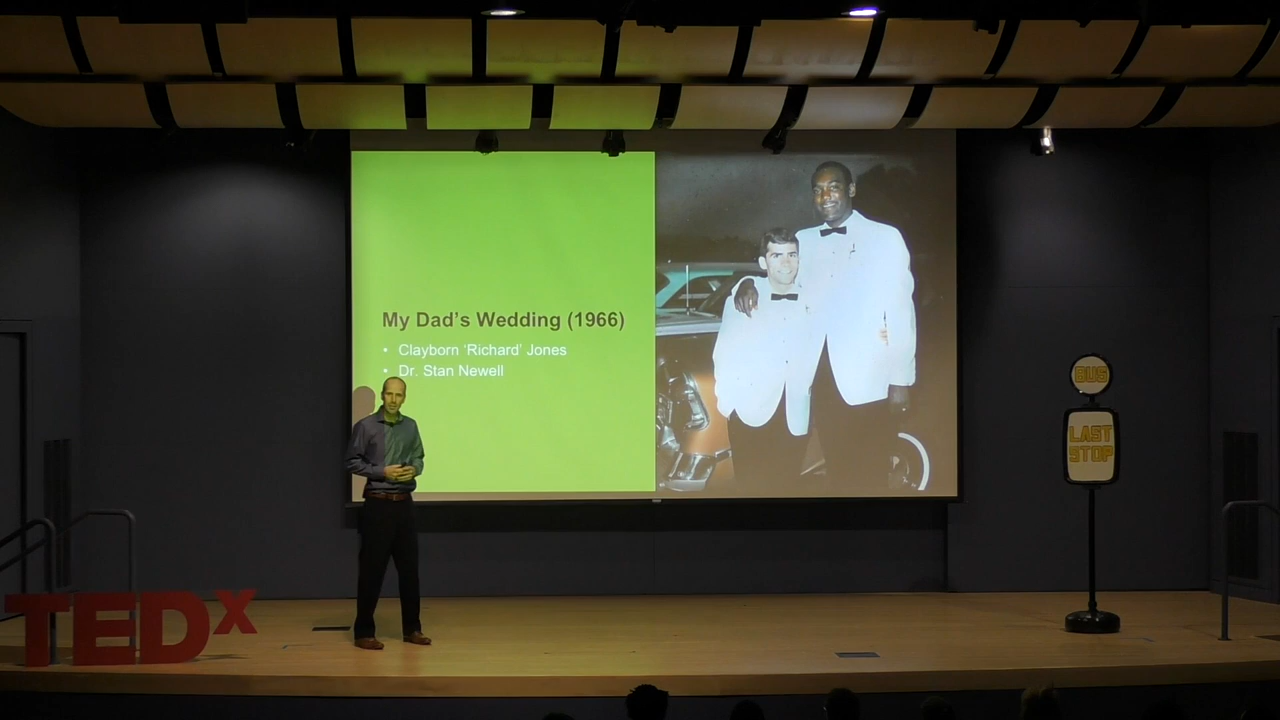 My Dad's Wedding (1966)
• Clayborn 'Richard' Jones
• Dr. Stan Newell
BUS
LAST
STOP
TEDx